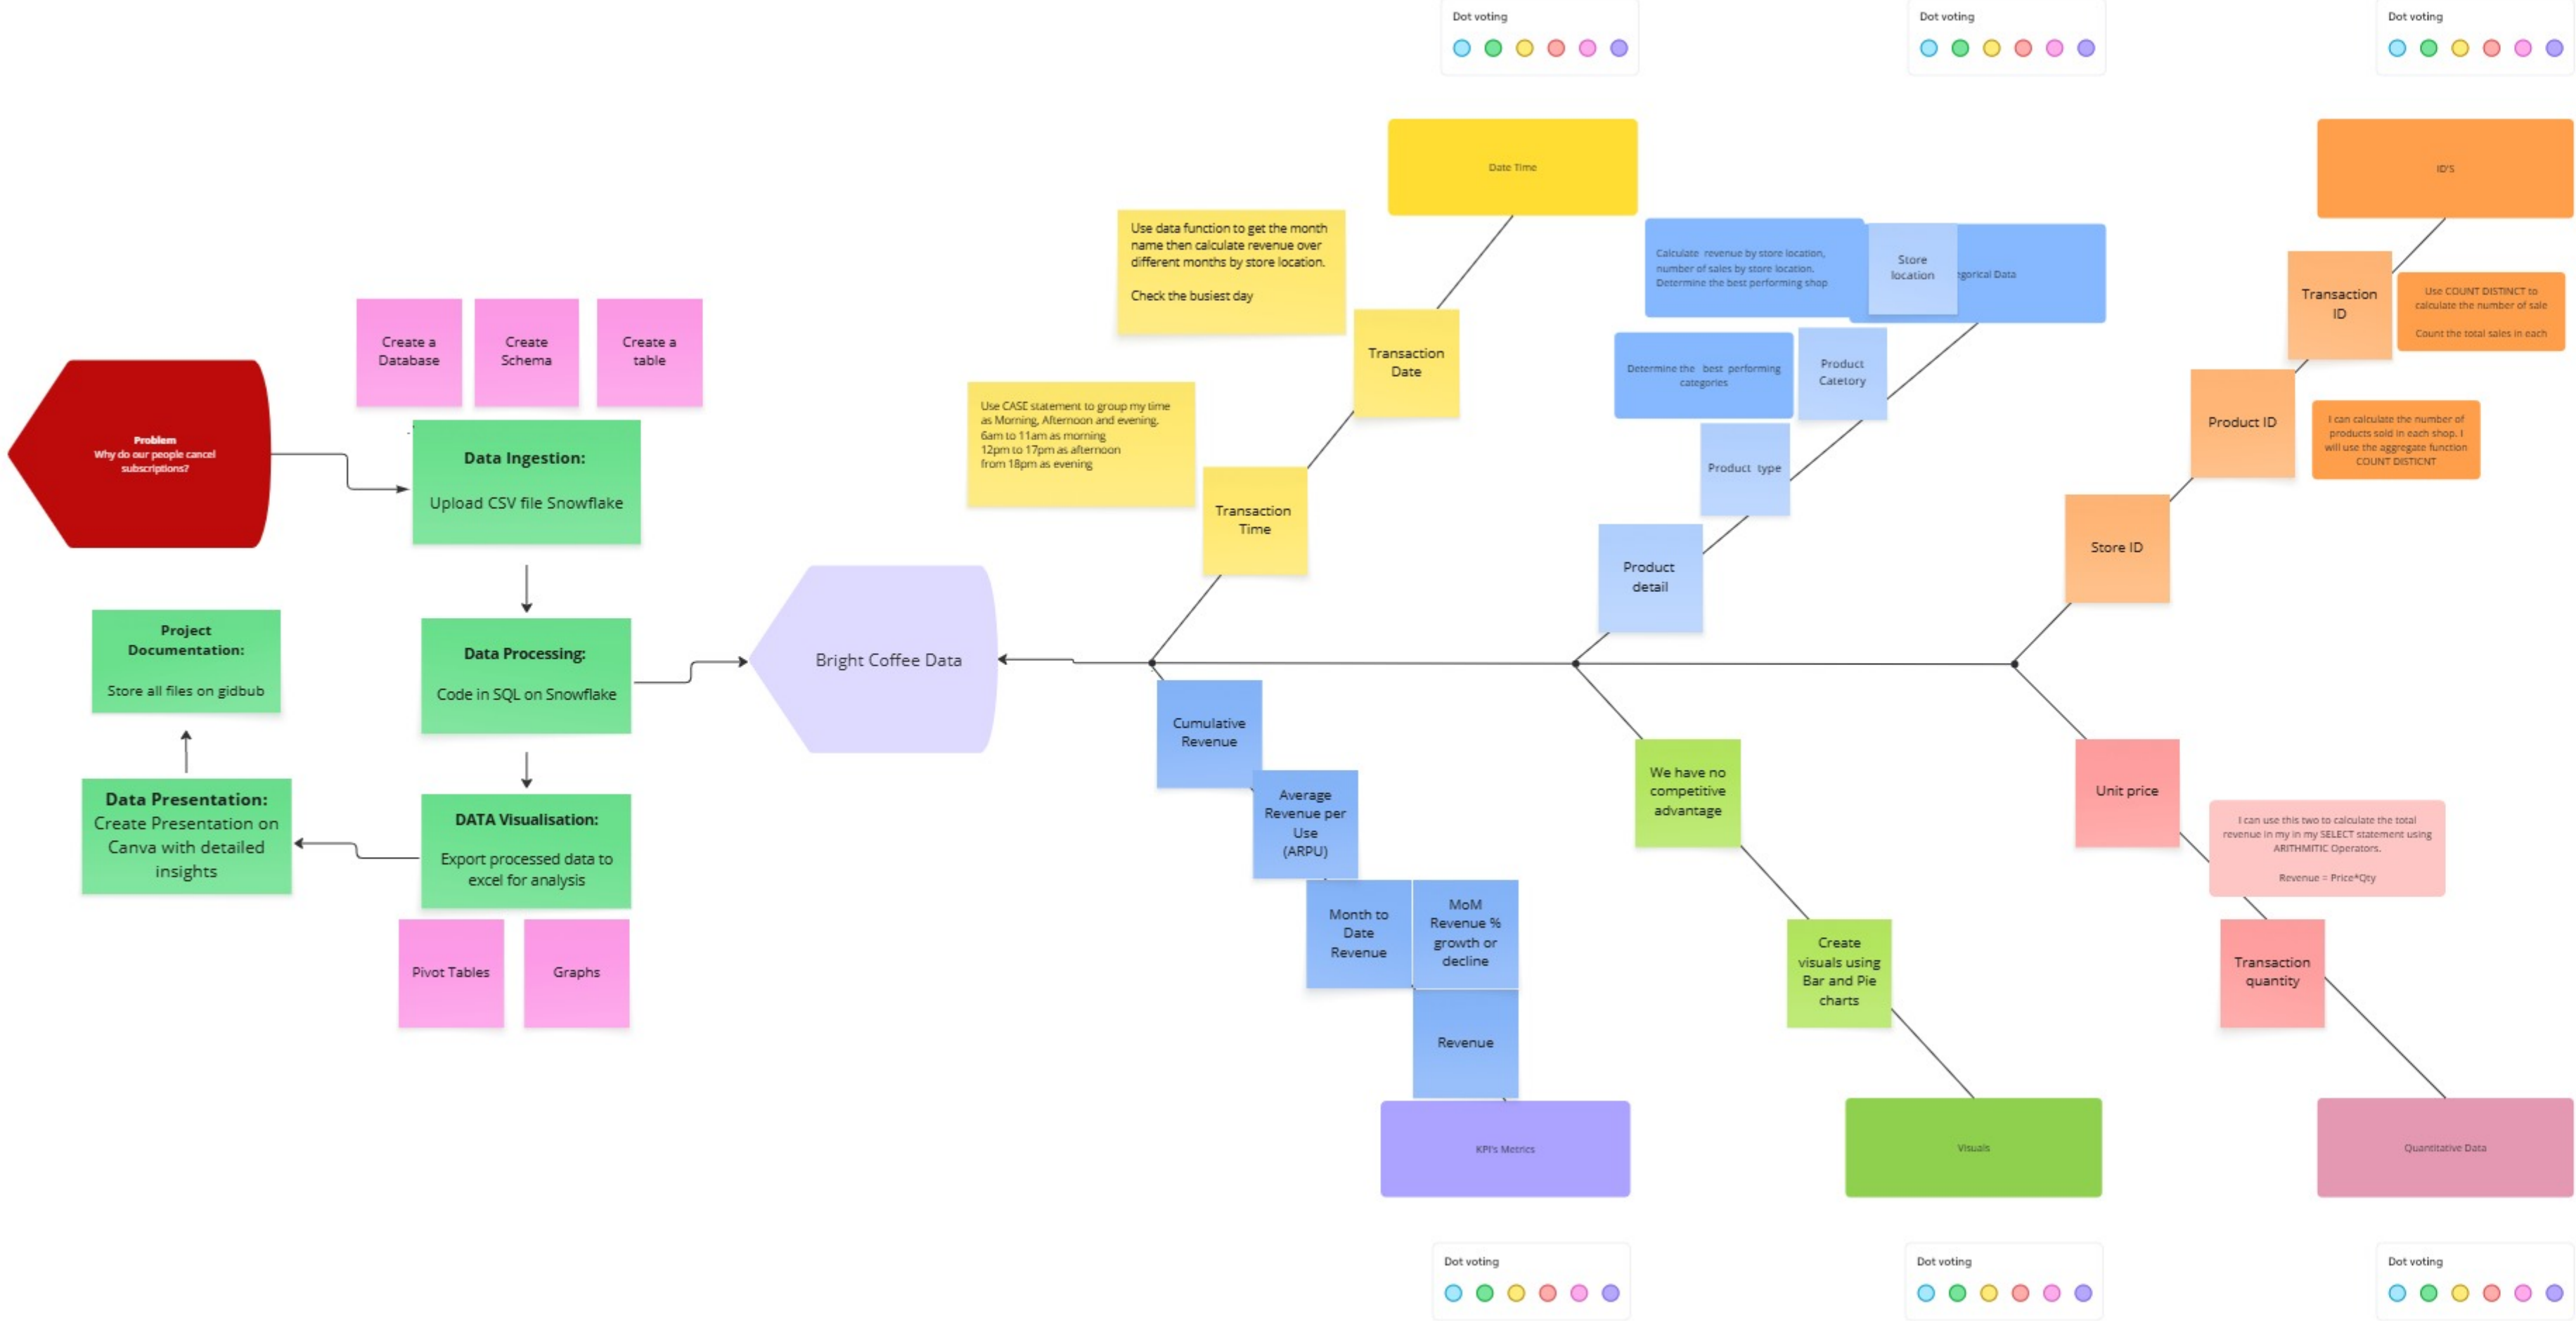 Dot voting
Dot voting
Dot voting
Date Time
ID'S
Use data function to get the month
name then calculate revenue over
different months by store location.
Check the busiest day
Calculate revenue by store location,
number of sales by store location.
Determine the best performing shop
Store
location
egorical Data
Transaction
ID
Use COUNT DISTINCT to
calculate the number of sale
Count the total sales in each
Create a
Database
Create
Schema
Create a
table
Transaction
Date
Determine the best performing
categories
Product
Catetory
Product ID
I can calculate the number of
products sold in each shop. I
will use the aggregate function
COUNT DISTICNT
Problem
Why do our people cancel
subscriptions?
Data Ingestion:
Upload CSV file Snowflake
Use CASE statement to group my time
as Morning, Afternoon and evening.
6am to 11am as morning
12pm to 17pm as afternoon
from 18pm as evening
Transaction
Time
Product type
Product
detail
Store ID
Project
Documentation:
Store all files on gidbub
Data Processing:
Code in SQL on Snowflake
Bright Coffee Data
Cumulative
Revenue
Average
Revenue per
Use
(ARPU)
We have no
competitive
advantage
Unit price
I can use this two to calculate the total
revenue in my in my SELECT statement using
ARITHMITIC Operators.
Revenue = Price*Qty
Data Presentation:
Create Presentation on
Canva with detailed
insights
DATA Visualisation:
Export processed data to
excel for analysis
Month to
Date
Revenue
MoM
Revenue %
growth or
decline
Create
visuals using
Bar and Pie
charts
Transaction
quantity
Pivot Tables
Graphs
Revenue
KPI's Metrics
Visuals
Quantitative Data
Dot voting
Dot voting
Dot voting